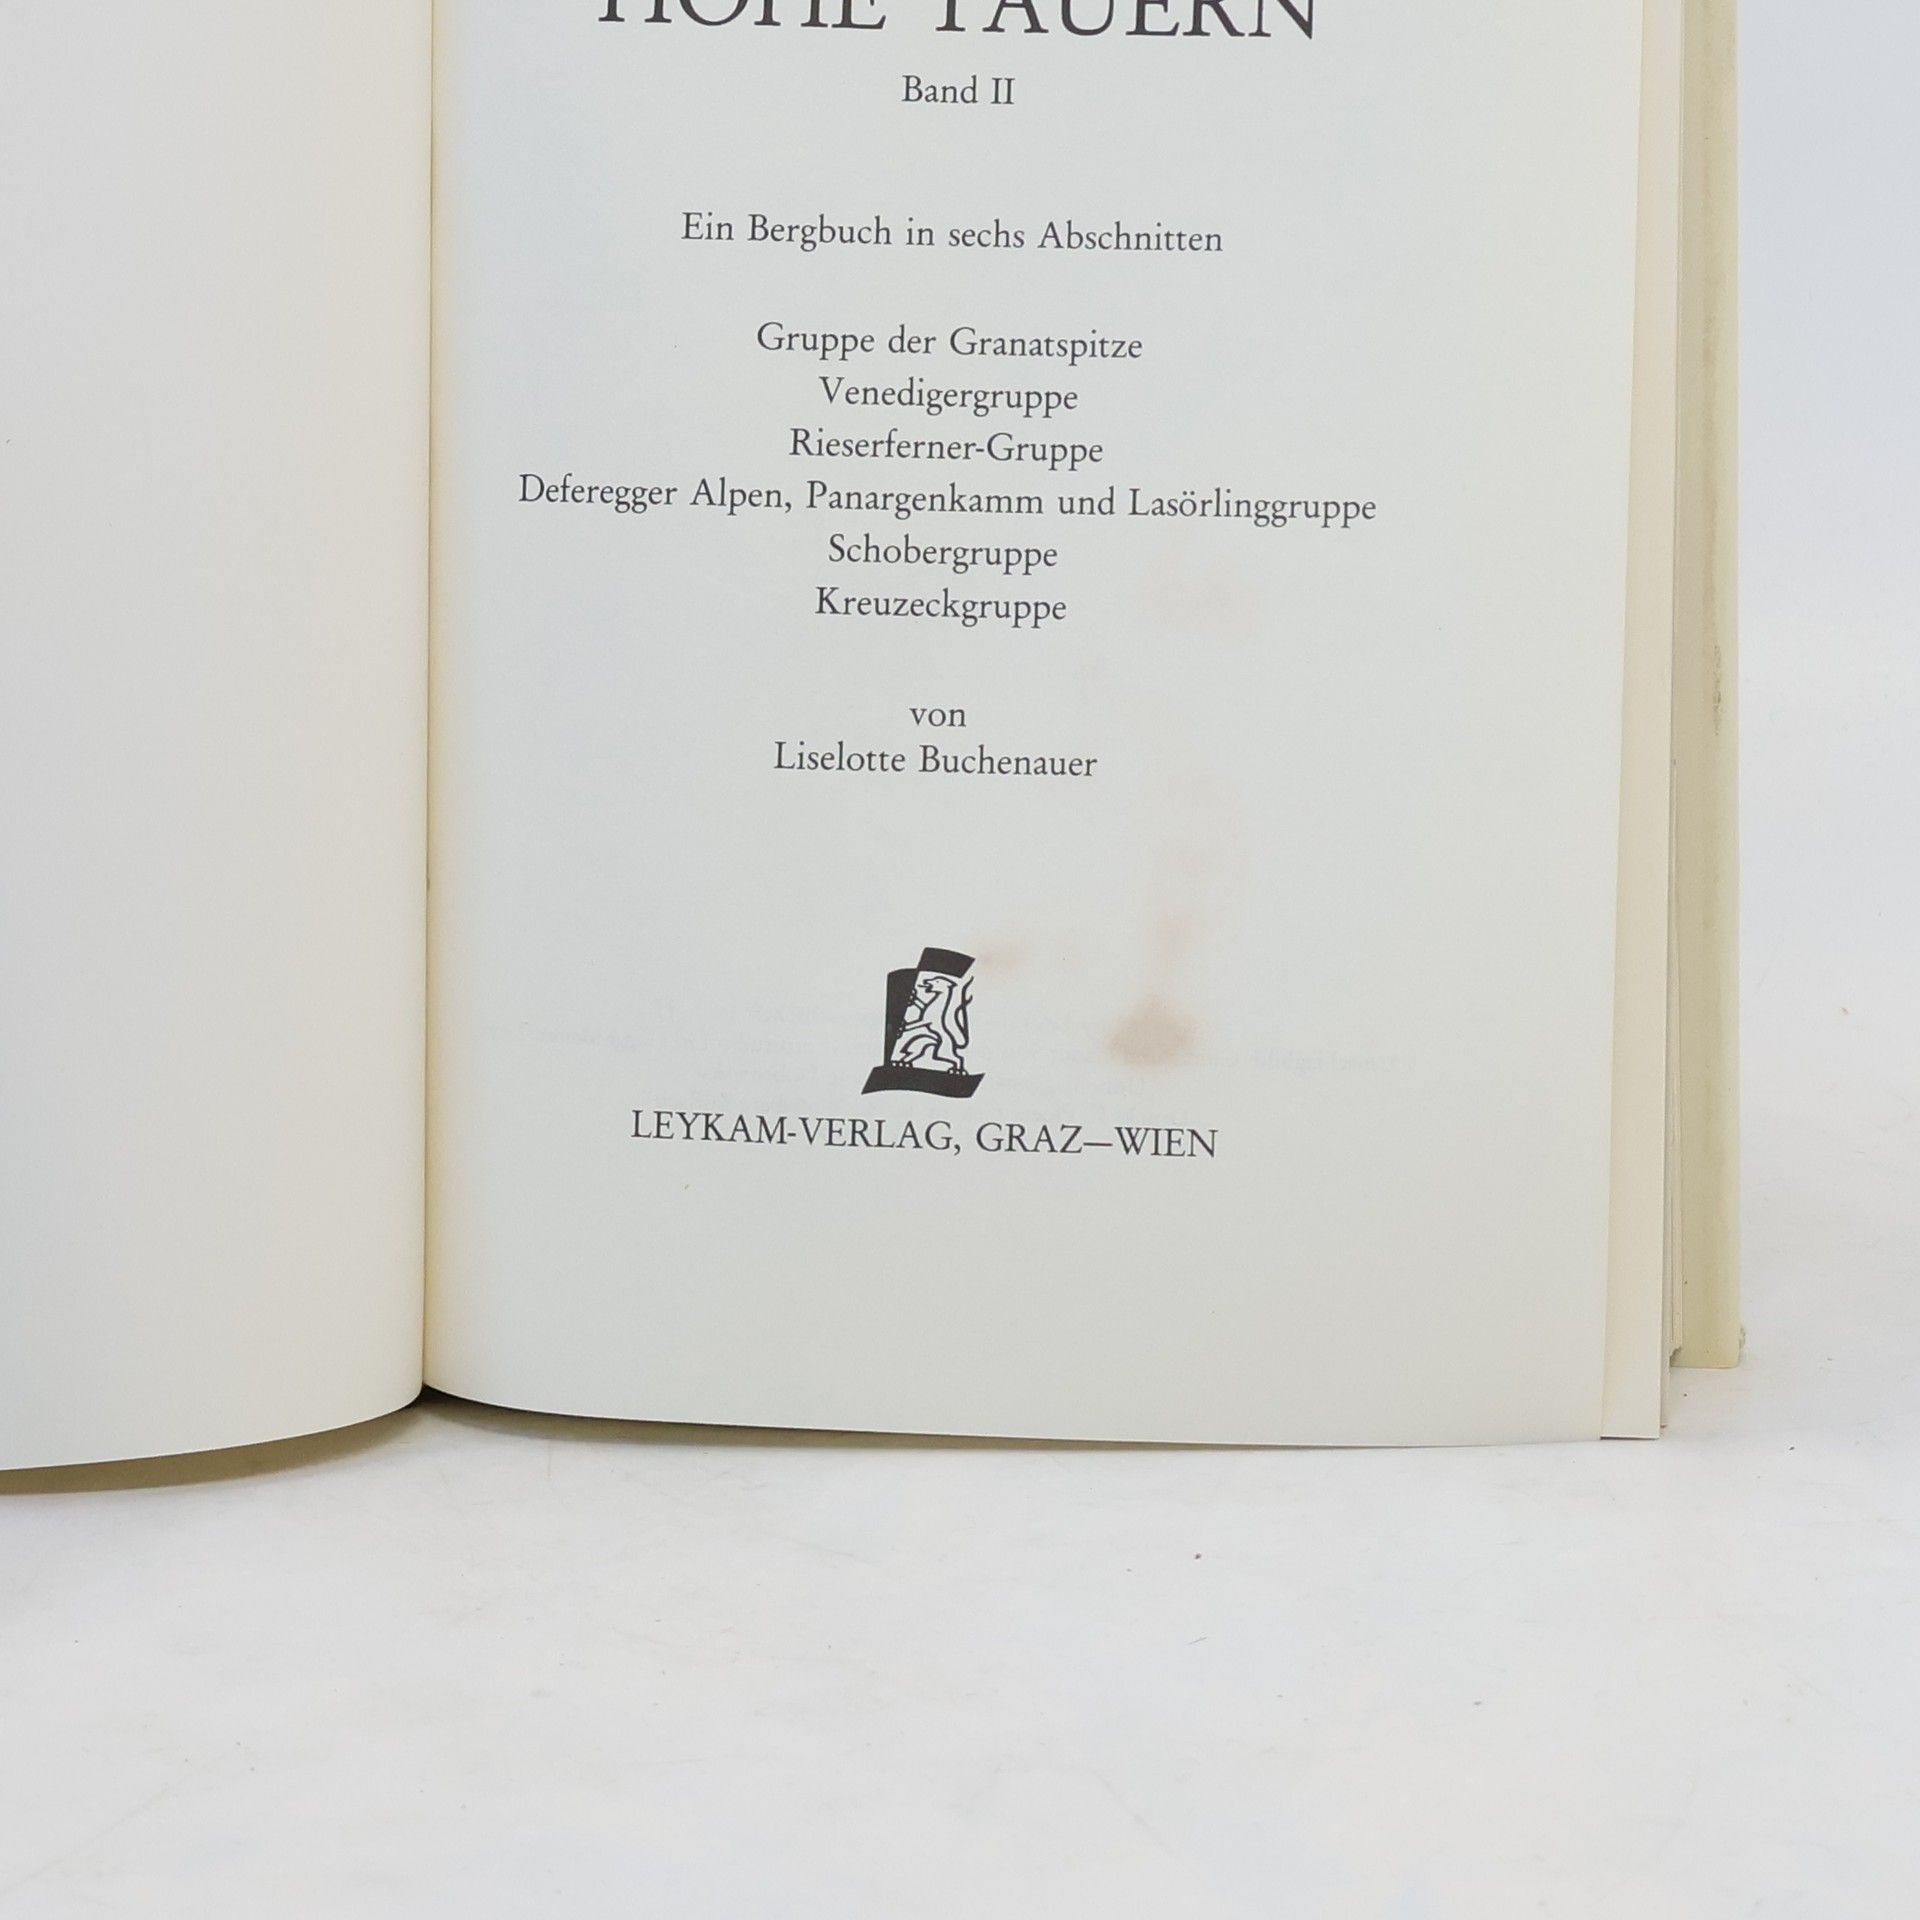 HOHE TAUERN
Band II
Ein Bergbuch in sechs Abschnitten
Gruppe der Granatspitze
Venedigergruppe
Rieserferner-Gruppe
Deferegger Alpen, Panargenkamm und Lasörlinggruppe
Schobergruppe
Kreuzeckgruppe
von
Liselotte Buchenauer
LEYKAM-VERLAG, GRAZ—WIEN